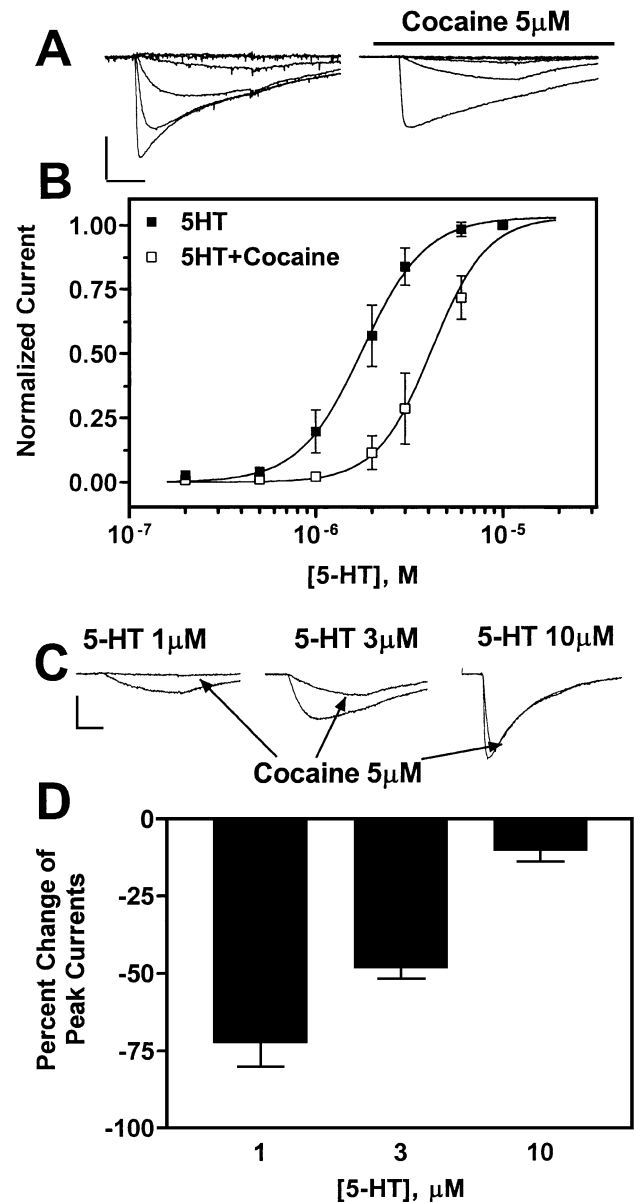 A
Cocaine 5μM
B
Normalized Current
1.00
0.75
0.50
0.25
0.00
5HT
5HT+Cocaine
10-7
10-6
10-5
[5-HT], M
C
5-HT 1μM
5-HT 3μM
5-HT 10μM
Cocaine 5μM
D
Percent Change of
Peak Currents
0
-25
-50
-75
-100
1
3
10
[5-HT], μM